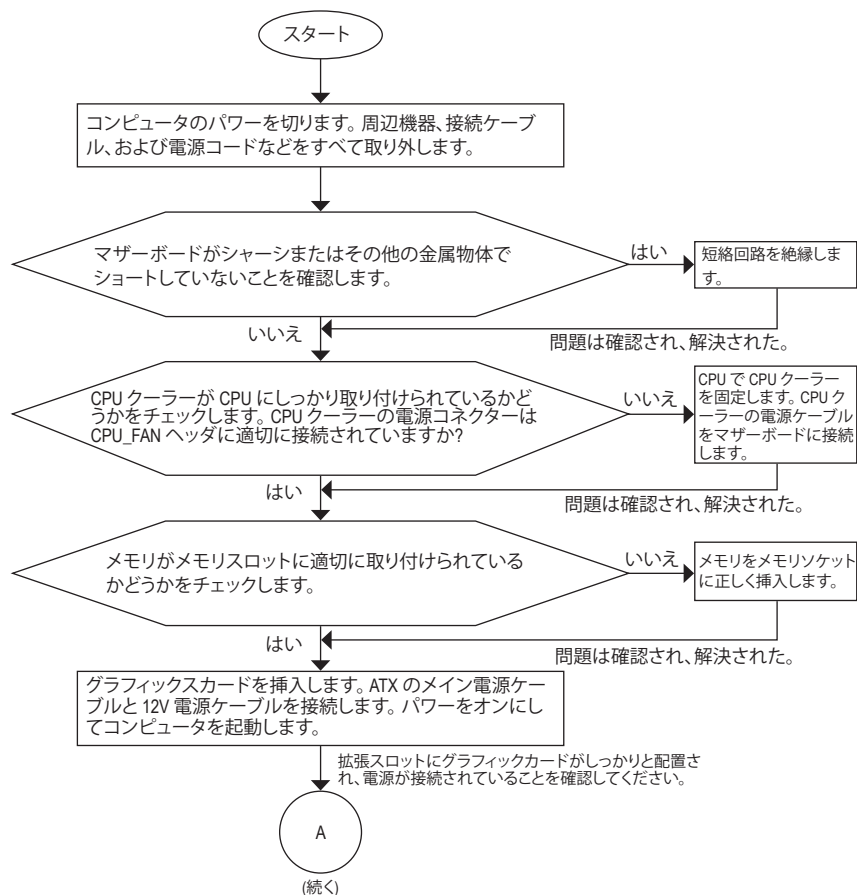 スタート
コンピュータのパワーを切ります。周辺機器、接続ケーブ
ル、および電源コードなどをすべて取り外します。
マザーボードがシャーシまたはその他の金属物体で
ショートしていないことを確認します。
はい
短絡回路を絶縁しま
す。
いいえ
問題は確認され、解決された。
CPU クーラーが CPU にしっかり取り付けられているかど
うかをチェックします。CPU クーラーの電源コネクターは
CPU_FAN ヘッダに適切に接続されていますか?
いいえ
CPU で CPU クーラー
を固定します。CPU ク
ーラーの電源ケーブル
をマザーボードに接続
します。
はい
問題は確認され、解決された。
メモリがメモリスロットに適切に取り付けられている
かどうかをチェックします。
いいえ
メモリをメモリソケット
に正しく挿入します。
はい
問題は確認され、解決された。
グラフィックスカードを挿入します。ATX のメイン電源ケー
ブルと 12V 電源ケーブルを接続します。パワーをオンにし
てコンピュータを起動します。
拡張スロットにグラフィックカードがしっかりと配置さ
れ、電源が接続されていることを確認してください。
A
(続く)